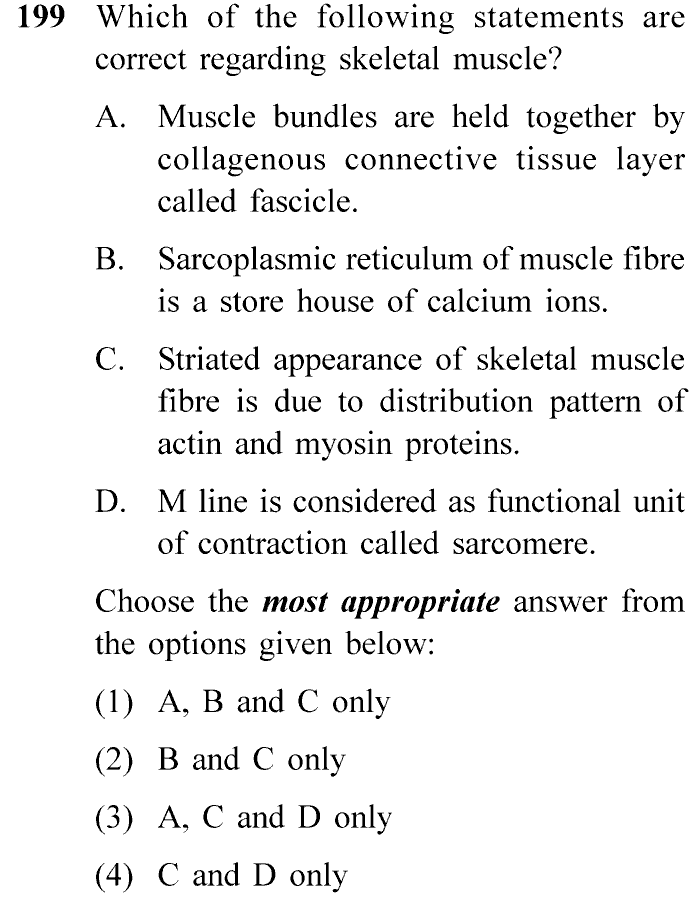 199 Which of the following statements are
correct regarding skeletal muscle?
A. Muscle bundles are held together by
collagenous connective tissue layer
called fascicle.
B. Sarcoplasmic reticulum of muscle fibre
is a store house of calcium ions.
C. Striated appearance of skeletal muscle
fibre is due to distribution pattern of
actin and myosin proteins.
D. M line is considered as functional unit
of contraction called sarcomere.
Choose the most appropriate answer from
the options given below:
(1) A, B and C only
(2) B and C only
(3) A, C and D only
(4) C and D only